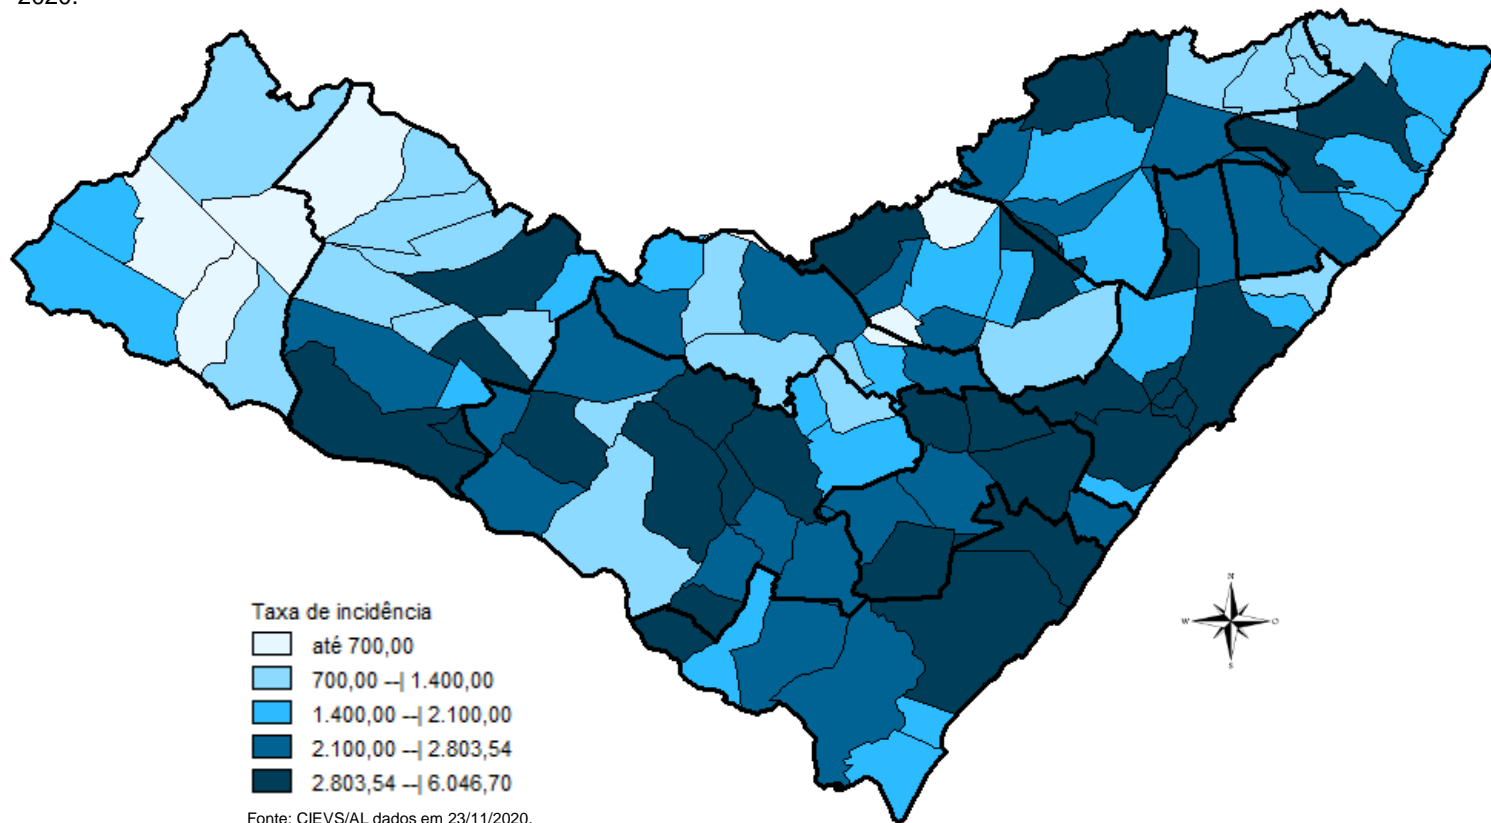 2020.
Taxa de incidência
até 700,00
700,00 --| 1.400,00
1.400,00 --| 2.100,00
2.100,00 --| 2.803,54
2.803,54 --| 6.046,70
Fonte: CIEVS/AL dados em 23/11/2020.
N
W O
S